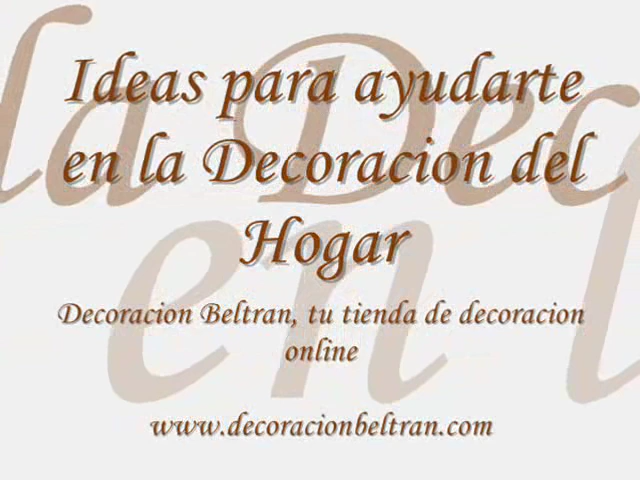 Ideas para ayudarte
en la Decoracion del
Hogar
Decoracion Beltran, tu tienda de decoracion
online
www.decoracionbeltran.com